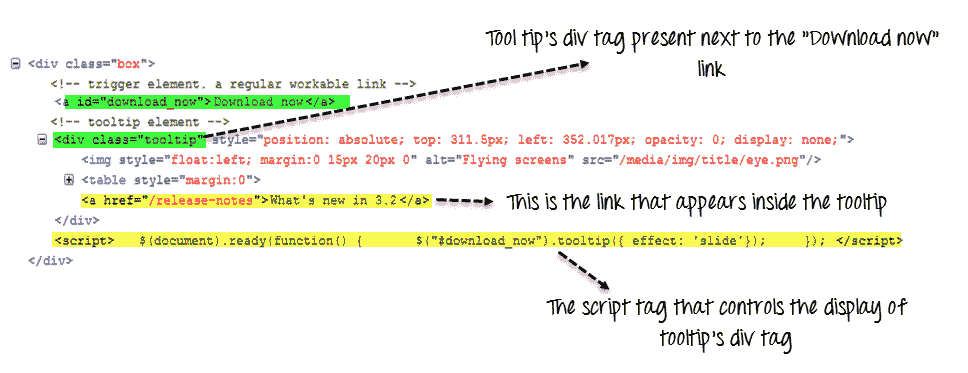 Tool tip's div tag present next to the "Download now"
link
<div class="box">
<!-- trigger element. a regular workable link -->
<a id="download_now">Download now</a>
<!-- tooltip element -->
<div class="tooltip" style="position: absolute; top: 311.5px; left: 352.017px; opacity: 0; display: none;">
<img style="float:left; margin:0 15px 20px 0" alt="Flying screens" src="/media/img/title/eye.png"/>
<table style="margin:0">
<a href="/release-notes">What's new in 3.2</a>
This is the link that appears inside the tooltip
</div>
<script> $(document).ready(function() { $("#download_now").tooltip({ effect: 'slide'}); }); </script>
</div>
The script tag that controls the display of
tooltip's div tag